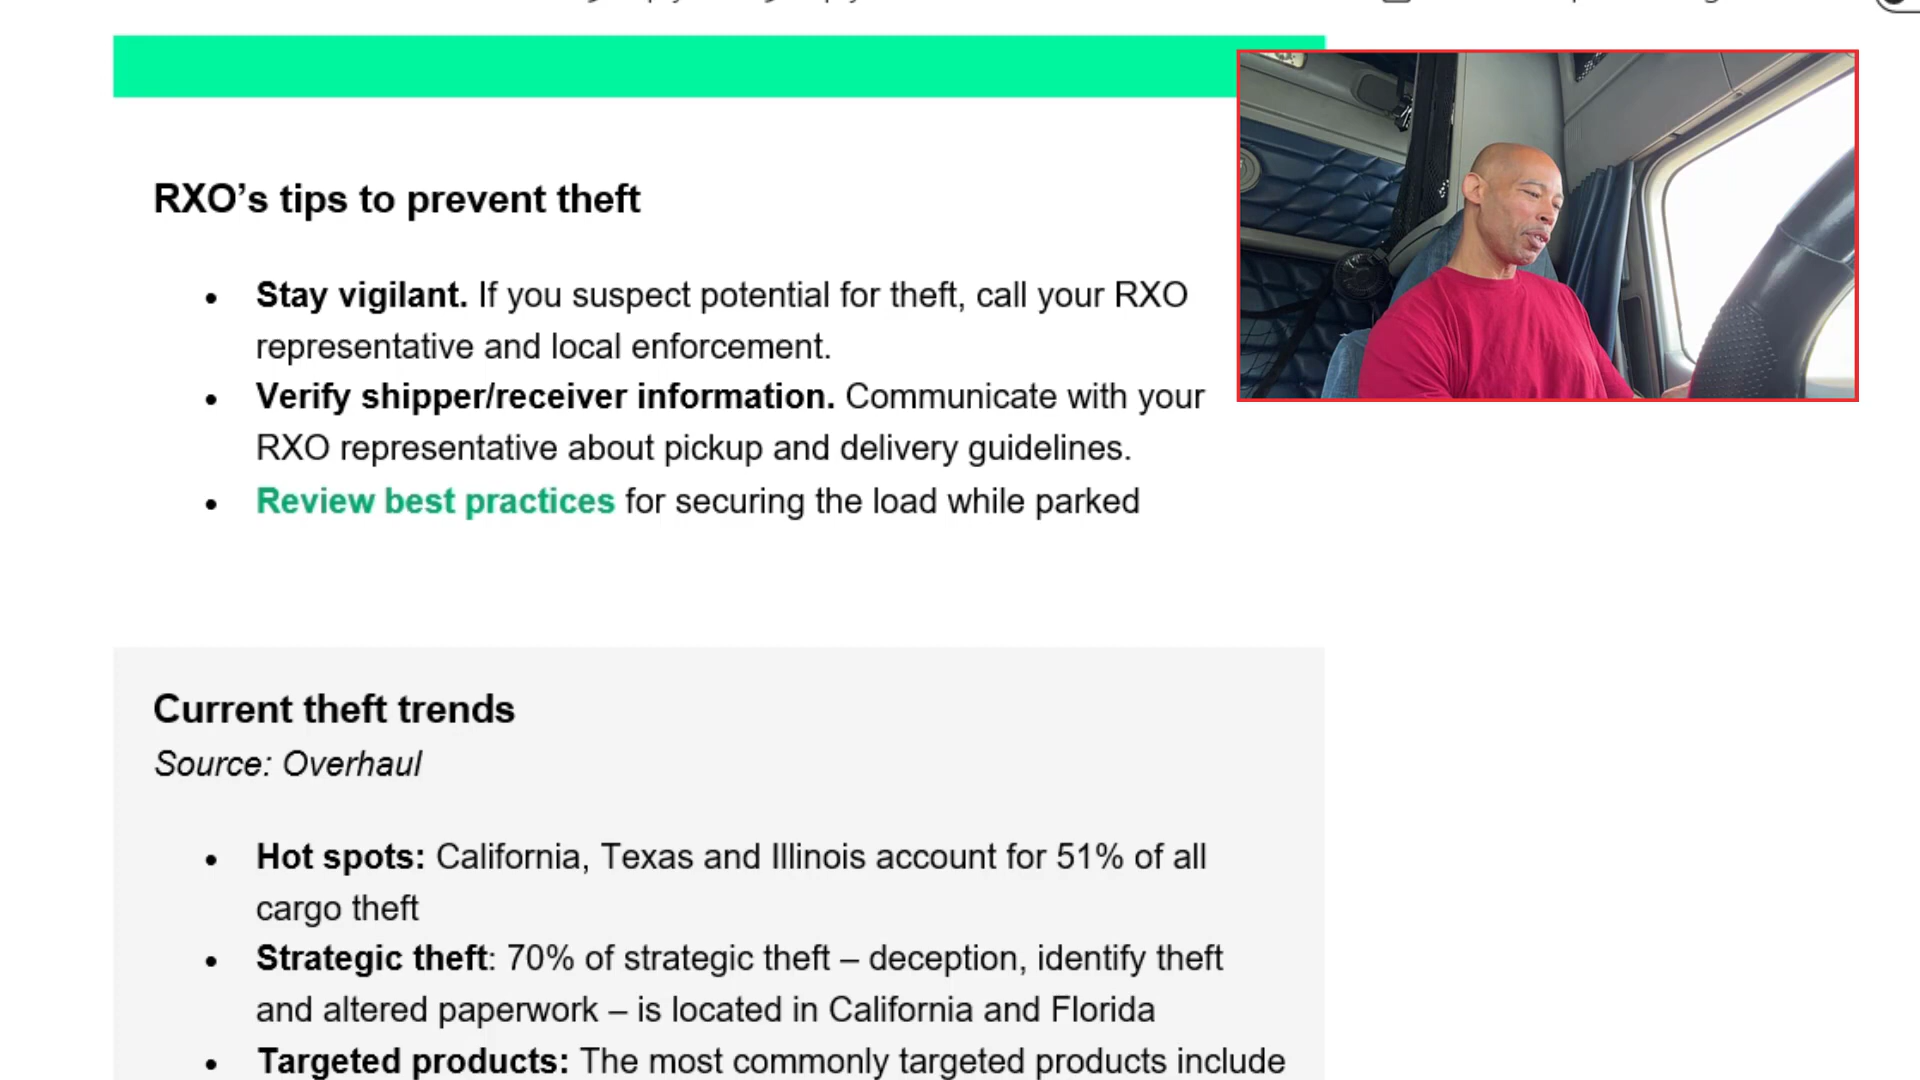 RXO’s tips to prevent theft
• Stay vigilant. If you suspect potential for theft, call your RXO
representative and local enforcement.
• Verify shipper/receiver information. Communicate with your
RXO representative about pickup and delivery guidelines.
• Review best practices for securing the load while parked
Current theft trends
Source: Overhaul
• Hot spots: California, Texas and Illinois account for 51% of all
cargo theft
• Strategic theft: 70% of strategic theft – deception, identify theft
and altered paperwork – is located in California and Florida
• Targeted products: The most commonly targeted products include